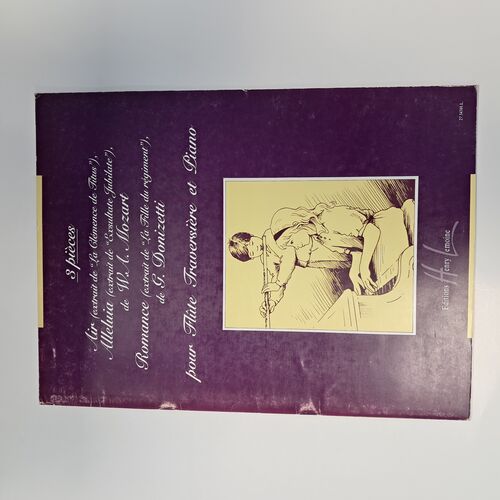 3 pièces
Air (extrait de "La Clémence de Titus"),
Alleluia (extrait de "Exsultate, Jubilate"),
de W. A. Mozart
Romance (extrait de "La Fille du régiment"),
de G. Donizetti
pour Flûte Traversière et Piano
Editions Henry Lemoine